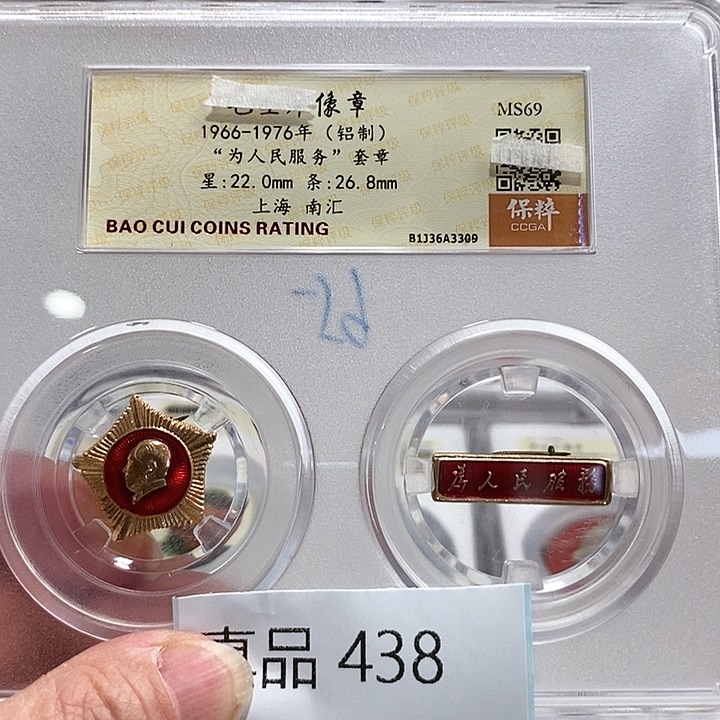 像章
MS69
1966-1976年（铝制）
“为人民服务”套章
星:22.0mm 条:26.8mm
上海 南汇
BAO CUI COINS RATING
B1J36A3309
保粹
CCGA
为人民服务
品 438